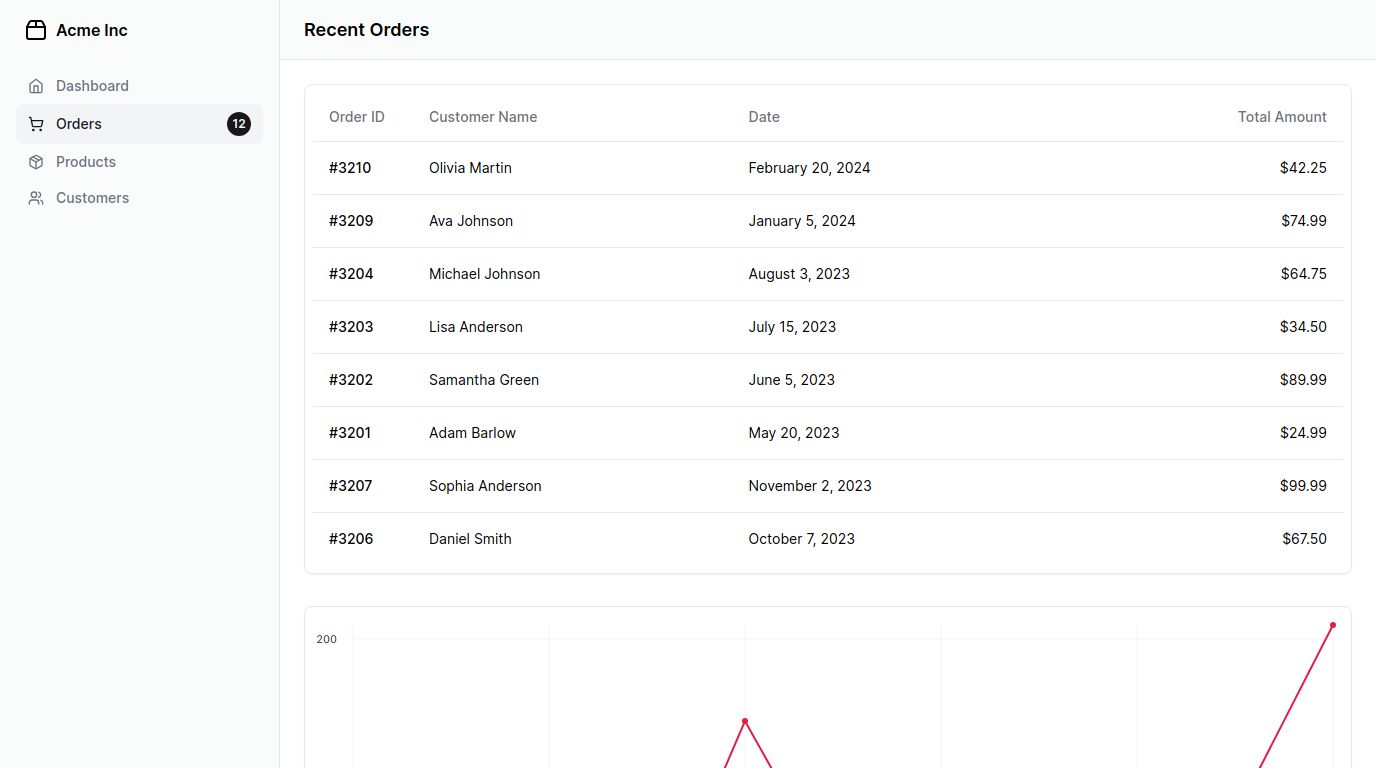 Acme Inc
Dashboard
Orders 12
Products
Customers
Recent Orders
Order ID Customer Name Date Total Amount
#3210 Olivia Martin February 20, 2024 $42.25
#3209 Ava Johnson January 5, 2024 $74.99
#3204 Michael Johnson August 3, 2023 $64.75
#3203 Lisa Anderson July 15, 2023 $34.50
#3202 Samantha Green June 5, 2023 $89.99
#3201 Adam Barlow May 20, 2023 $24.99
#3207 Sophia Anderson November 2, 2023 $99.99
#3206 Daniel Smith October 7, 2023 $67.50
200